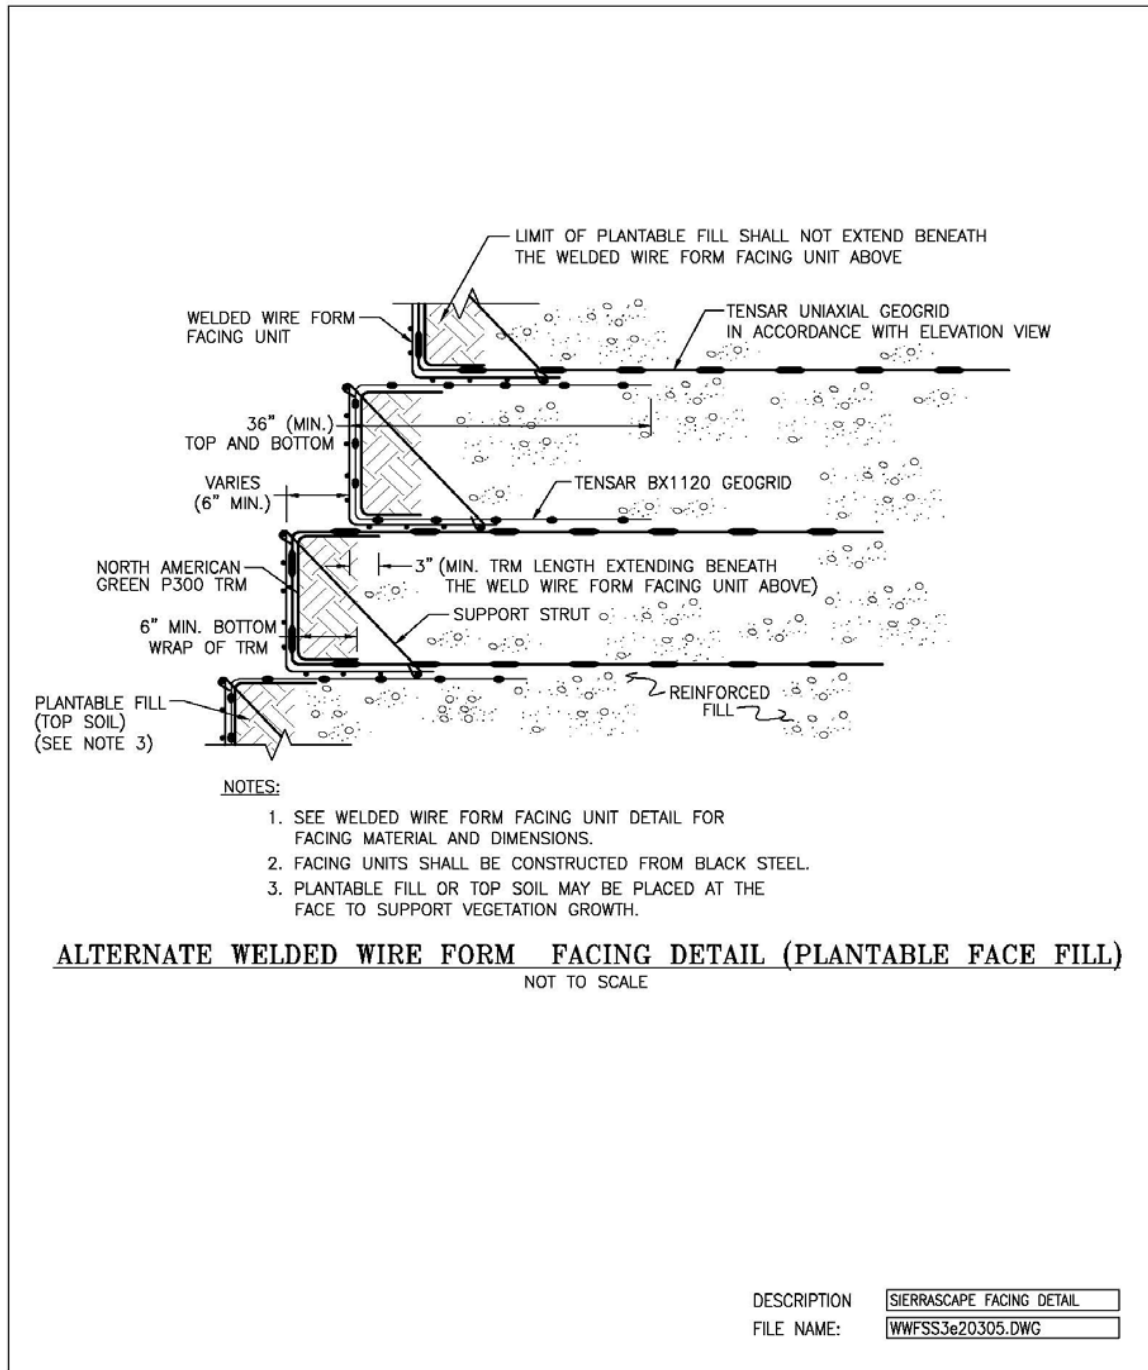 LIMIT OF PLANTABLE FILL SHALL NOT EXTEND BENEATH
THE WELDED WIRE FORM FACING UNIT ABOVE
WELDED WIRE FORM
FACING UNIT
TENSAR UNIAXIAL GEOGRID
IN ACCORDANCE WITH ELEVATION VIEW
36" (MIN.)
TOP AND BOTTOM
VARIES
(6" MIN.)
TENSAR BX1120 GEOGRID
NORTH AMERICAN
GREEN P300 TRM
3" (MIN. TRM LENGTH EXTENDING BENEATH
THE WELD WIRE FORM FACING UNIT ABOVE)
SUPPORT STRUT
6" MIN. BOTTOM
WRAP OF TRM
REINFORCED
FILL
PLANTABLE FILL
(TOP SOIL)
(SEE NOTE 3)
NOTES:
1. SEE WELDED WIRE FORM FACING UNIT DETAIL FOR
FACING MATERIAL AND DIMENSIONS.
2. FACING UNITS SHALL BE CONSTRUCTED FROM BLACK STEEL.
3. PLANTABLE FILL OR TOP SOIL MAY BE PLACED AT THE
FACE TO SUPPORT VEGETATION GROWTH.
ALTERNATE WELDED WIRE FORM FACING DETAIL (PLANTABLE FACE FILL)
NOT TO SCALE
DESCRIPTION SIERRASCAPE FACING DETAIL
FILE NAME: WWFSS3e20305.DWG